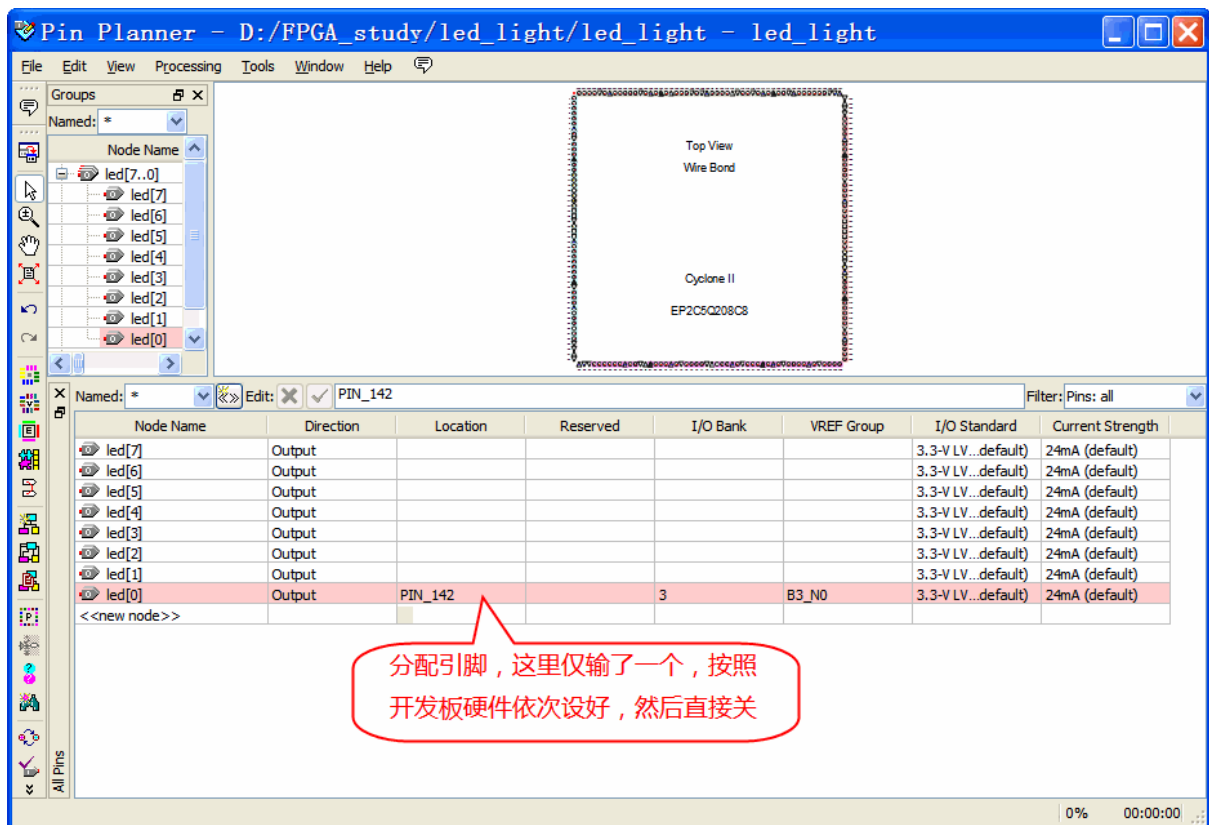 Pin Planner - D:/FPGA_study/led_light/led_light - led_light
File Edit View Processing Tools Window Help
Groups
Named: *
Node Name
led[7..0]
led[7]
led[6]
led[5]
led[4]
led[3]
led[2]
led[1]
led[0]
Top View
Wire Bond
Cyclone II
EP2C5Q208C8
Named: * Edit: PIN_142 Filter: Pins: all
Node Name Direction Location Reserved I/O Bank VREF Group I/O Standard Current Strength
led[7] Output 3.3-V LV...default) 24mA (default)
led[6] Output 3.3-V LV...default) 24mA (default)
led[5] Output 3.3-V LV...default) 24mA (default)
led[4] Output 3.3-V LV...default) 24mA (default)
led[3] Output 3.3-V LV...default) 24mA (default)
led[2] Output 3.3-V LV...default) 24mA (default)
led[1] Output 3.3-V LV...default) 24mA (default)
led[0] Output PIN_142 3 B3_N0 3.3-V LV...default) 24mA (default)
<<new node>>
分配引脚，这里仅输了一个，按照
开发板硬件依次设好，然后直接关
All Pins
0% 00:00:00